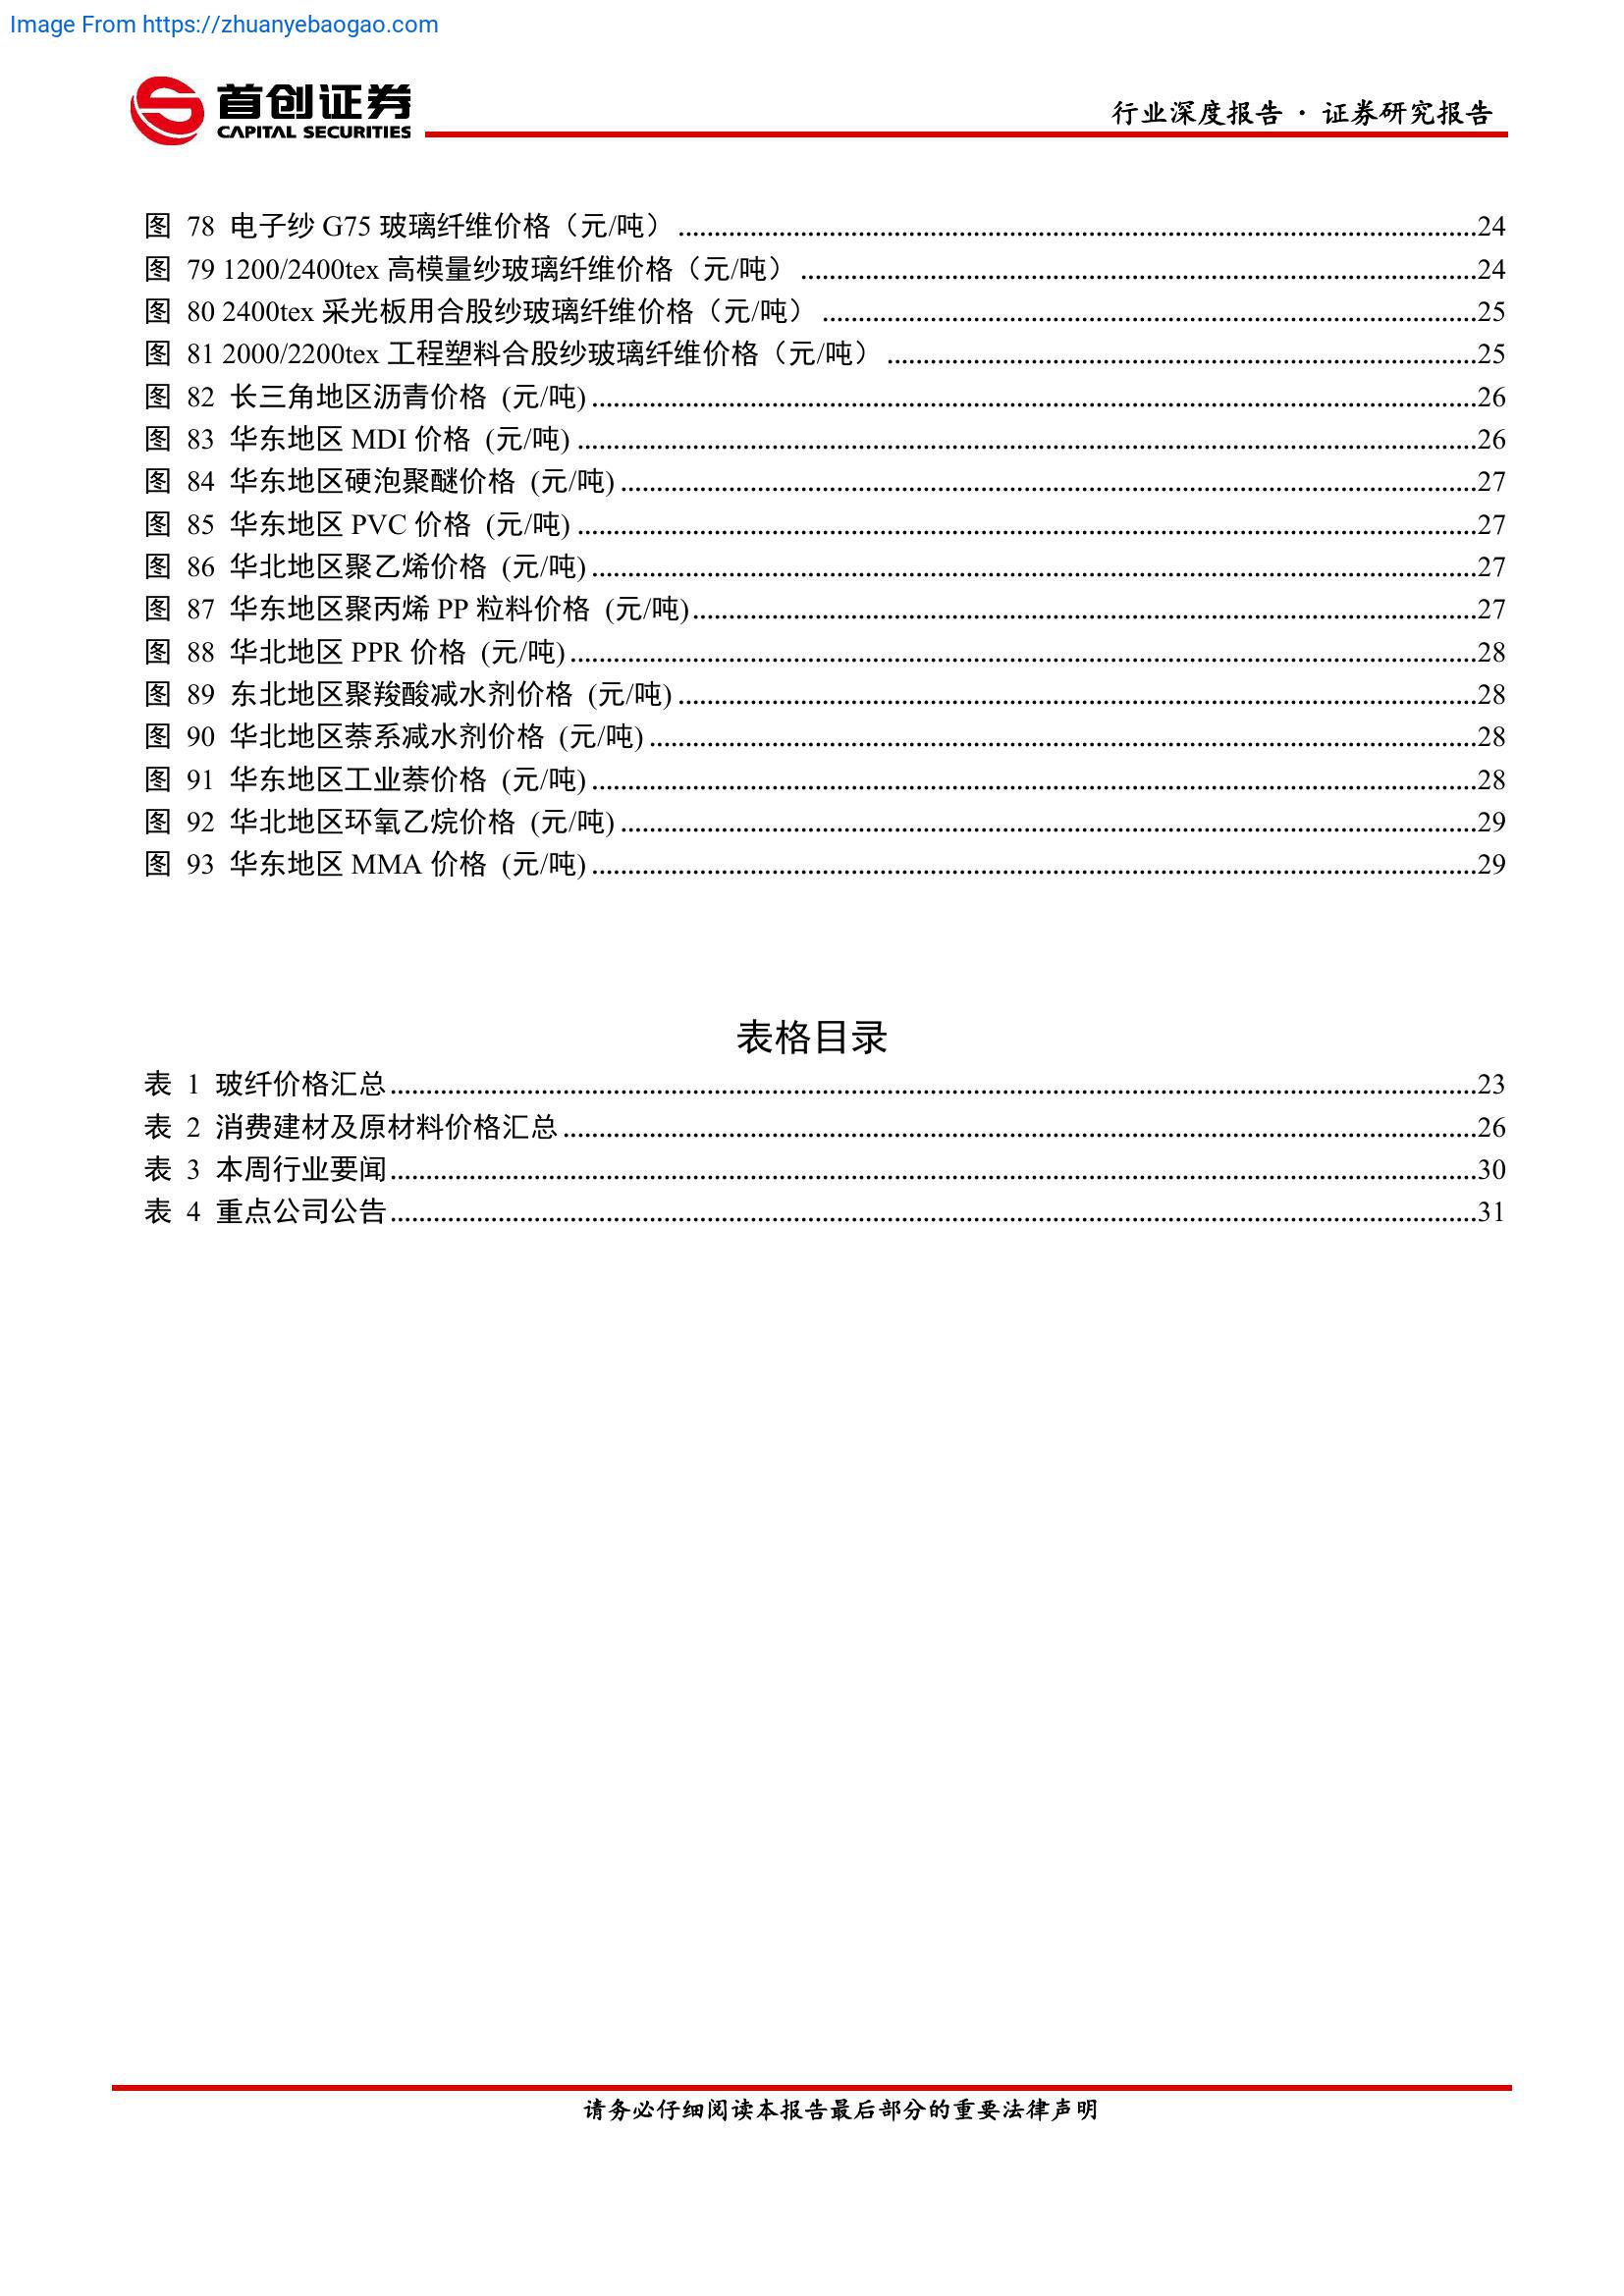 Image From https://zhuanyebaogao.com
首创证券
CAPITAL SECURITIES
行业深度报告 · 证券研究报告
图 78 电子纱 G75 玻璃纤维价格（元/吨）..........24
图 79 1200/2400tex 高模量纱玻璃纤维价格（元/吨）..........24
图 80 2400tex 采光板用合股纱玻璃纤维价格（元/吨）..........25
图 81 2000/2200tex 工程塑料合股纱玻璃纤维价格（元/吨）..........25
图 82 长三角地区沥青价格 (元/吨)..........26
图 83 华东地区 MDI 价格 (元/吨)..........26
图 84 华东地区硬泡聚醚价格 (元/吨)..........27
图 85 华东地区 PVC 价格 (元/吨)..........27
图 86 华北地区聚乙烯价格 (元/吨)..........27
图 87 华东地区聚丙烯 PP 粒料价格 (元/吨)..........27
图 88 华北地区 PPR 价格 (元/吨)..........28
图 89 东北地区聚羧酸减水剂价格 (元/吨)..........28
图 90 华北地区萘系减水剂价格 (元/吨)..........28
图 91 华东地区工业萘价格 (元/吨)..........28
图 92 华北地区环氧乙烷价格 (元/吨)..........29
图 93 华东地区 MMA 价格 (元/吨)..........29
表格目录
表 1 玻纤价格汇总..........23
表 2 消费建材及原材料价格汇总..........26
表 3 本周行业要闻..........30
表 4 重点公司公告..........31
请务必仔细阅读本报告最后部分的重要法律声明